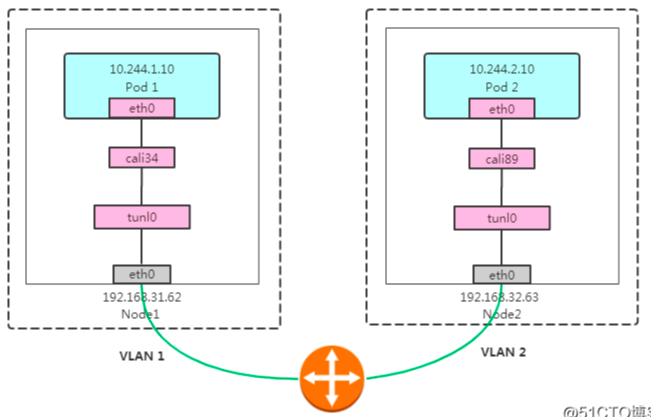 10.244.1.10
Pod 1
eth0
cali34
tunl0
eth0
192.168.31.62
Node1
VLAN 1
10.244.2.10
Pod 2
eth0
cali89
tunl0
eth0
192.168.32.63
Node2
VLAN 2
@51CTO博客